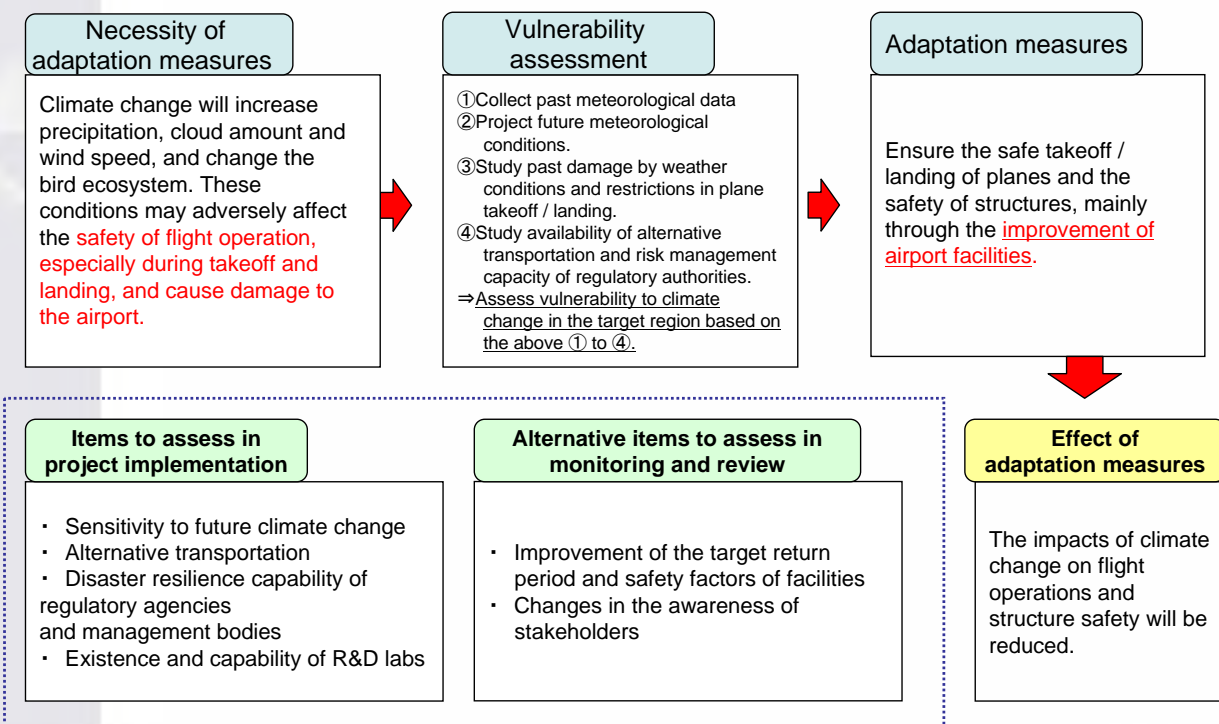 Necessity of
adaptation measures
Climate change will increase
precipitation, cloud amount and
wind speed, and change the
bird ecosystem. These
conditions may adversely affect
the safety of flight operation,
especially during takeoff and
landing, and cause damage to
the airport.
Vulnerability
assessment
①Collect past meteorological data
②Project future meteorological
conditions.
③Study past damage by weather
conditions and restrictions in plane
takeoff / landing.
④Study availability of alternative
transportation and risk management
capacity of regulatory authorities.
⇒Assess vulnerability to climate
change in the target region based on
the above ① to ④.
Adaptation measures
Ensure the safe takeoff /
landing of planes and the
safety of structures, mainly
through the improvement of
airport facilities.
Items to assess in
project implementation
・ Sensitivity to future climate change
・ Alternative transportation
・ Disaster resilience capability of
regulatory agencies
and management bodies
・ Existence and capability of R&D labs
Alternative items to assess in
monitoring and review
・ Improvement of the target return
period and safety factors of facilities
・ Changes in the awareness of
stakeholders
Effect of
adaptation measures
The impacts of climate
change on flight
operations and
structure safety will be
reduced.